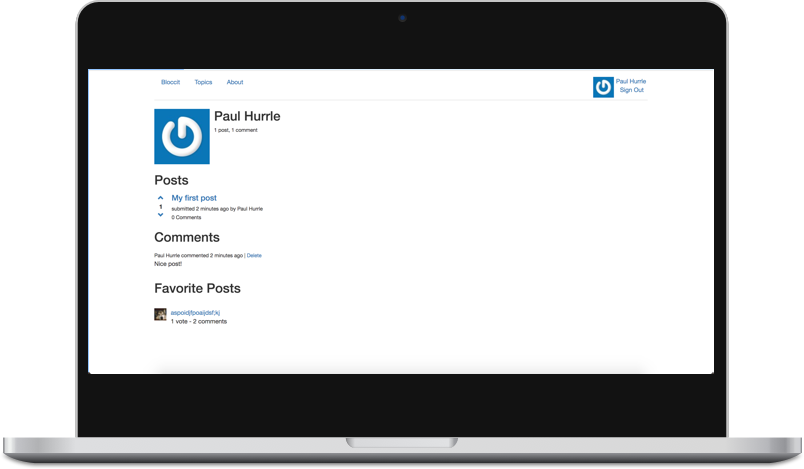 Bloccit Topics About
Paul Hurrle
Sign Out
Paul Hurrle
1 post, 1 comment
Posts
My first post
1
submitted 2 minutes ago by Paul Hurrle
0 Comments
Comments
Paul Hurrle commented 2 minutes ago | Delete
Nice post!
Favorite Posts
aspoidjfpoaijdsf;kj
1 vote - 2 comments